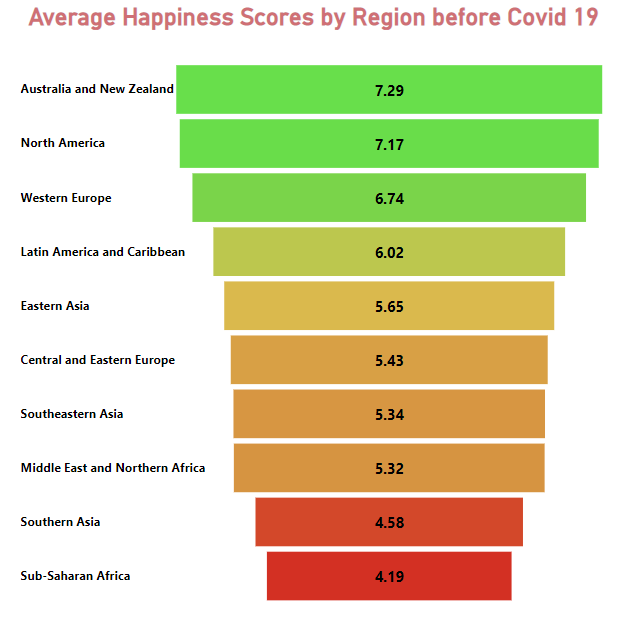 Average Happiness Scores by Region before Covid 19
Australia and New Zealand 7.29
North America 7.17
Western Europe 6.74
Latin America and Caribbean 6.02
Eastern Asia 5.65
Central and Eastern Europe 5.43
Southeastern Asia 5.34
Middle East and Northern Africa 5.32
Southern Asia 4.58
Sub-Saharan Africa 4.19